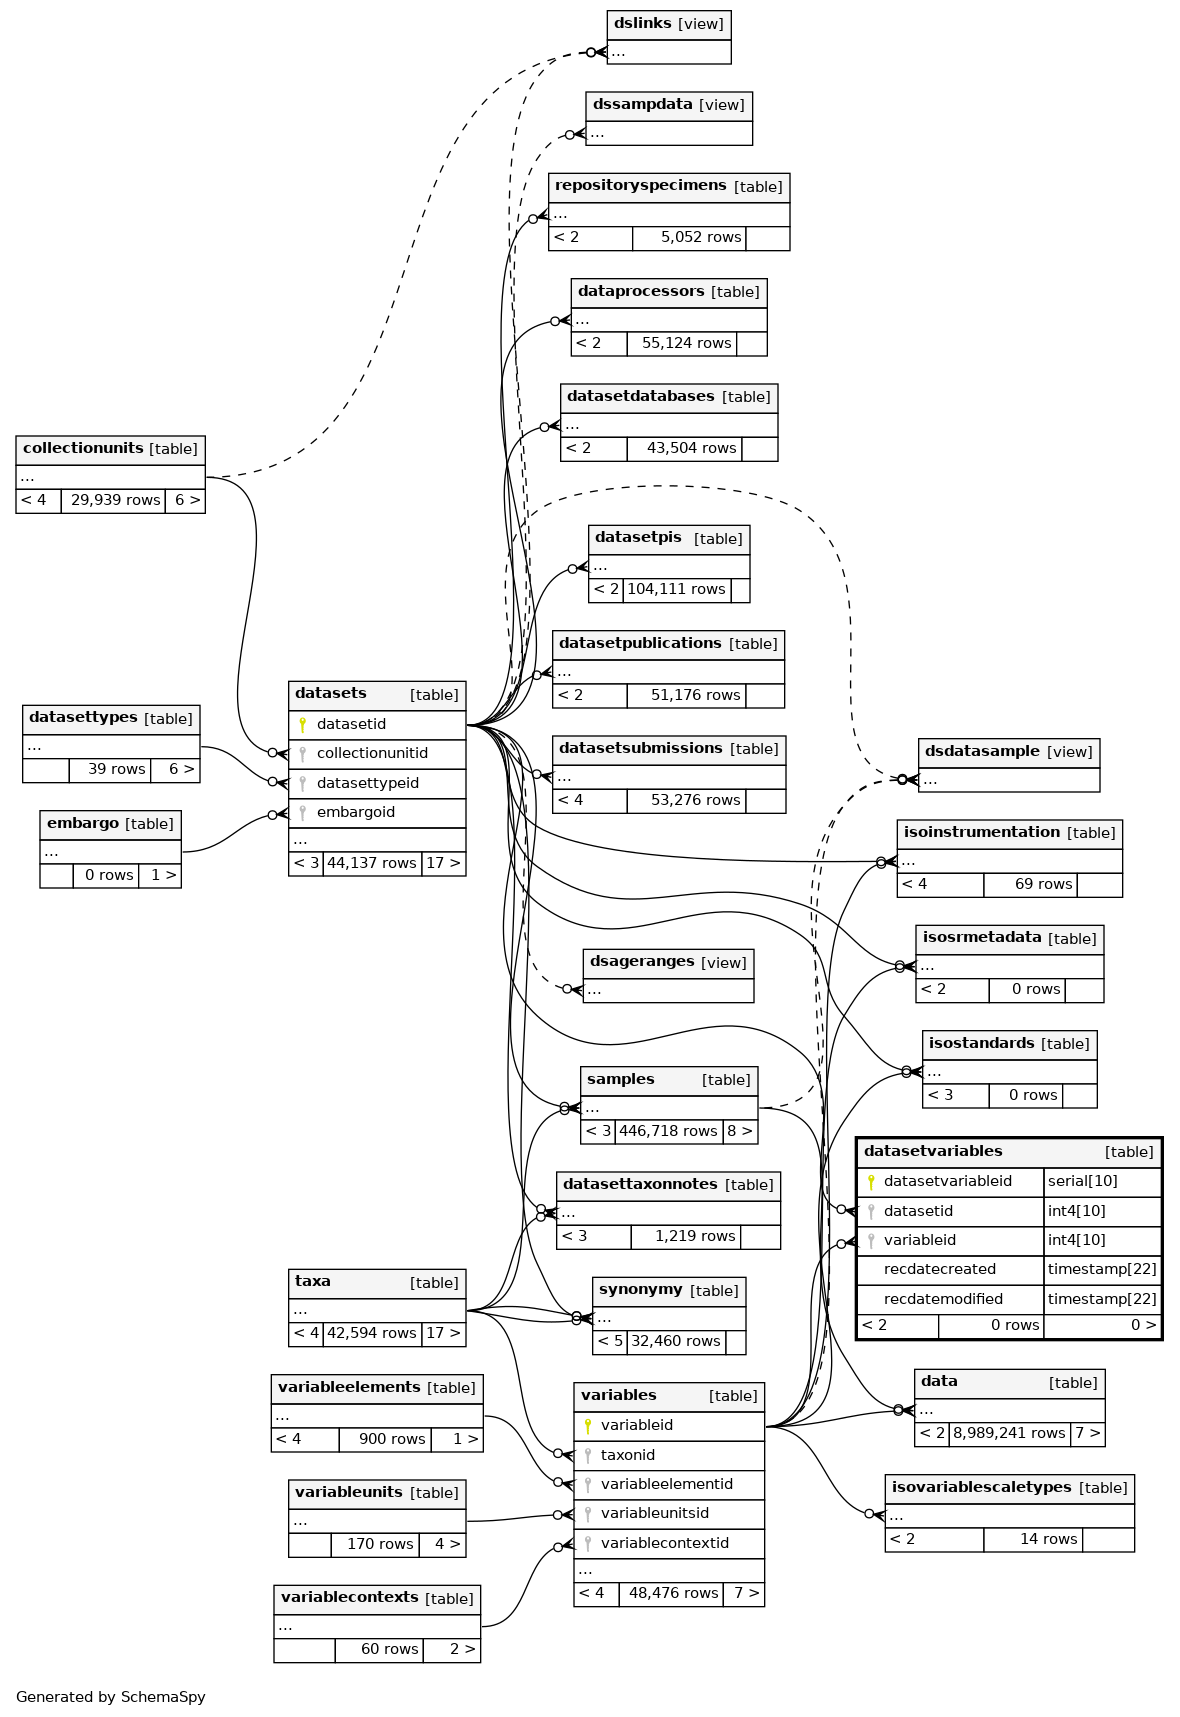 dslinks [view]
...
dssampdata [view]
...
repositoryspecimens [table]
...
< 2 5,052 rows
dataprocessors [table]
...
< 2 55,124 rows
datasetdatabases [table]
...
< 2 43,504 rows
collectionunits [table]
...
< 4 29,939 rows 6 >
datasetpis [table]
...
< 2 104,111 rows
datasetpublications [table]
...
< 2 51,176 rows
datasets [table]
datasetid
collectionunitid
datasettypeid
embargoid
...
< 3 44,137 rows 17 >
datasettypes [table]
...
39 rows 6 >
embargo [table]
...
0 rows 1 >
datasetsubmissions [table]
...
< 4 53,276 rows
dsdatasample [view]
...
isoinstrumentation [table]
...
< 4 69 rows
isosrmetadata [table]
...
< 2 0 rows
dsageranges [view]
...
isostandards [table]
...
< 3 0 rows
samples [table]
...
< 3 446,718 rows 8 >
datasetvariables [table]
datasetvariableid serial[10]
datasetid int4[10]
variableid int4[10]
recdatecreated timestamp[22]
recdatemodified timestamp[22]
< 2 0 rows 0 >
datasettaxonnotes [table]
...
< 3 1,219 rows
taxa [table]
...
< 4 42,594 rows 17 >
synonymy [table]
...
< 5 32,460 rows
variableelements [table]
...
< 4 900 rows 1 >
variables [table]
variableid
taxonid
variableelementid
variableunitsid
variablecontextid
...
< 4 48,476 rows 7 >
data [table]
...
< 2 8,989,241 rows 7 >
variableunits [table]
...
170 rows 4 >
isovariablescaletypes [table]
...
< 2 14 rows
variablecontexts [table]
...
60 rows 2 >
Generated by SchemaSpy